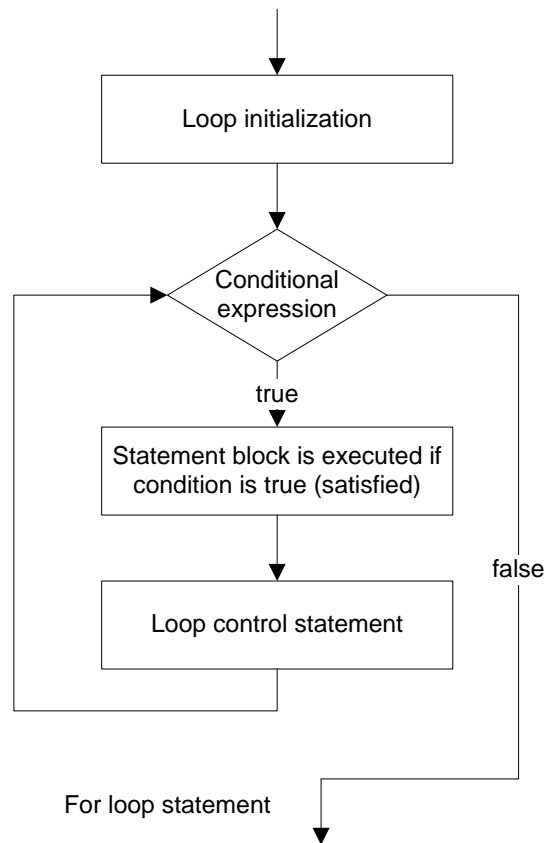 Loop initialization
Conditional
expression
true
Statement block is executed if
condition is true (satisfied)
false
Loop control statement
For loop statement